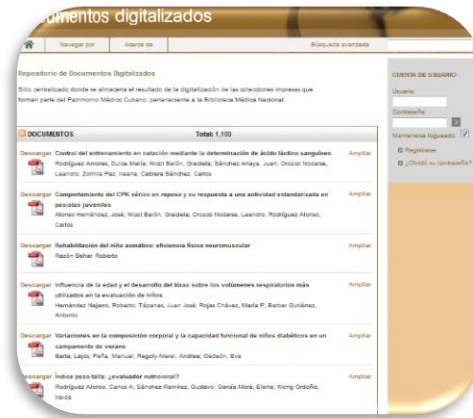 documentos digitalizados
Navegar por
Acerca de
Búsqueda avanzada
Repositorio de Documentos Digitalizados
Sitio centralizado donde se almacena el resultado de la digitalización de las colecciones impresas que
forman parte del Patrimonio Médico Cubano, perteneciente a la Biblioteca Médica Nacional.
DOCUMENTOS Total: 1,109
Descargar Control del entrenamiento en natación mediante la determinación de ácido láctico sanguíneo Ampliar
Rodríguez Amores, Dulce María, Nicot Balón, Graciela; Sánchez Anaya, Juan, Orozco Nodarse,
Leandro; Zorrilla Paz, Ileana; Cabrera Sánchez, Carlos
Descargar Comportamiento del CPK sérico en reposo y su respuesta a una actividad estandarizada en Ampliar
pesistas juveniles
Alonso Hernández, José; Nicot Balón, Graciela; Orozco Nodarse, Leandro; Rodríguez Alonso,
Carlos
Descargar Rehabilitación del niño asmático: eficiencia física neuromuscular Ampliar
Razón Behar, Roberto
Descargar Influencia de la edad y el desarrollo del tórax sobre los volúmenes respiratorios más Ampliar
utilizados en la evaluación de niños
Hernández Najarro, Roberto; Tápanes, Juan José; Rojas Chávez, María P;
Antonio
Descargar Variaciones en la composición corporal y la capacidad funcional de niños diabéticos en un Ampliar
campamento de verano
Barta, Lajos; Peña, Manuel; Regoly-Merei, Andrea; Gedeón, Eva
Descargar Índice peso-talla: ¿evaluador nutricional? Ampliar
Rodríguez Alonso, Carlos A; Sánchez Ramírez, Gustavo; García Moré, Elena; Wong Ordoño,
CUENTA DE USUARIO
Usuario:
Contraseña:
Mantenerse logueado:
Registrarse
¿Olvidó su contraseña?